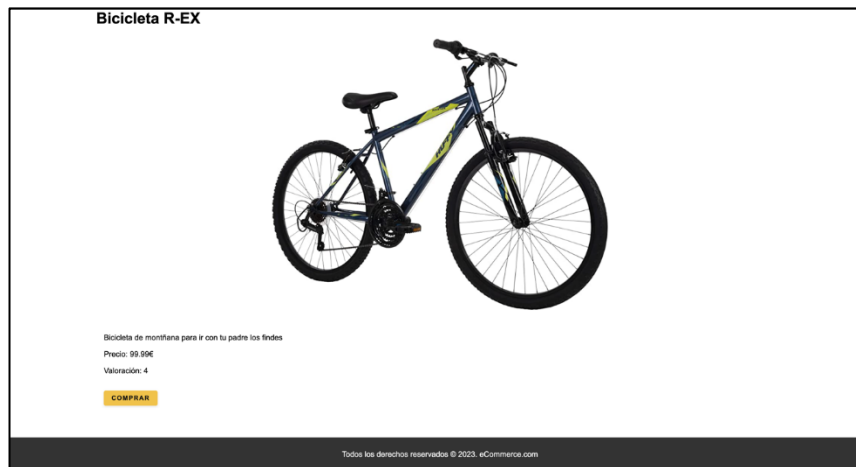 Bicicleta R-EX
Bicicleta de montñana para ir con tu padre los findes
Precio: 99.99€
Valoración: 4
COMPRAR
Todos los derechos reservados © 2023. eCommerce.com